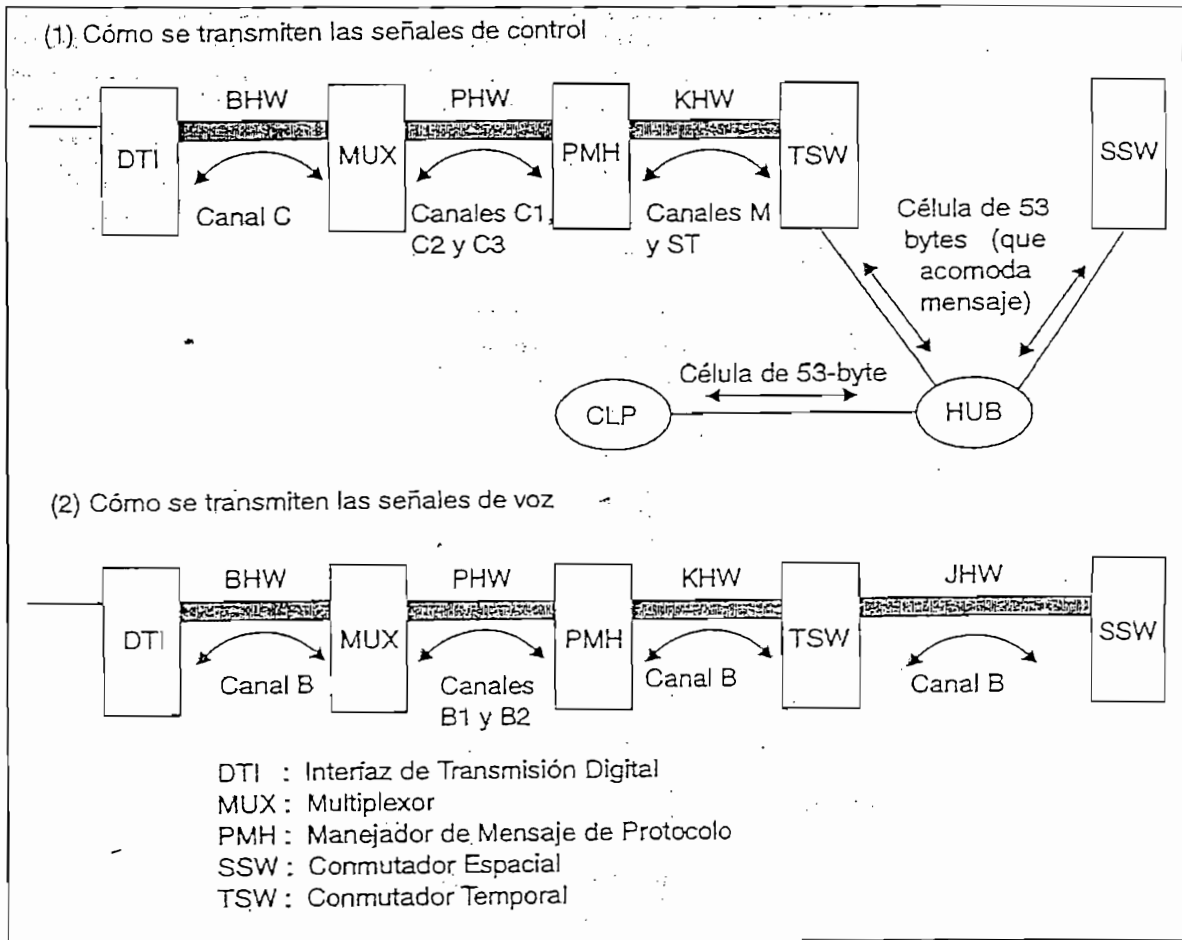 (1) Cómo se transmiten las señales de control
BHW
PHW
KHW
DTI
MUX
PMH
TSW
SSW
Canal C
Canales C1,
C2 y C3
Canales M
y ST
Célula de 53
bytes (que
acomoda
mensaje)
Célula de 53-byte
CLP
HUB
(2) Cómo se transmiten las señales de voz
BHW
PHW
KHW
JHW
DTI
MUX
PMH
TSW
SSW
Canal B
Canales
B1 y B2
Canal B
Canal B
DTI : Interfaz de Transmisión Digital
MUX : Multiplexor
PMH : Manejador de Mensaje de Protocolo
SSW : Conmutador Espacial
TSW : Conmutador Temporal